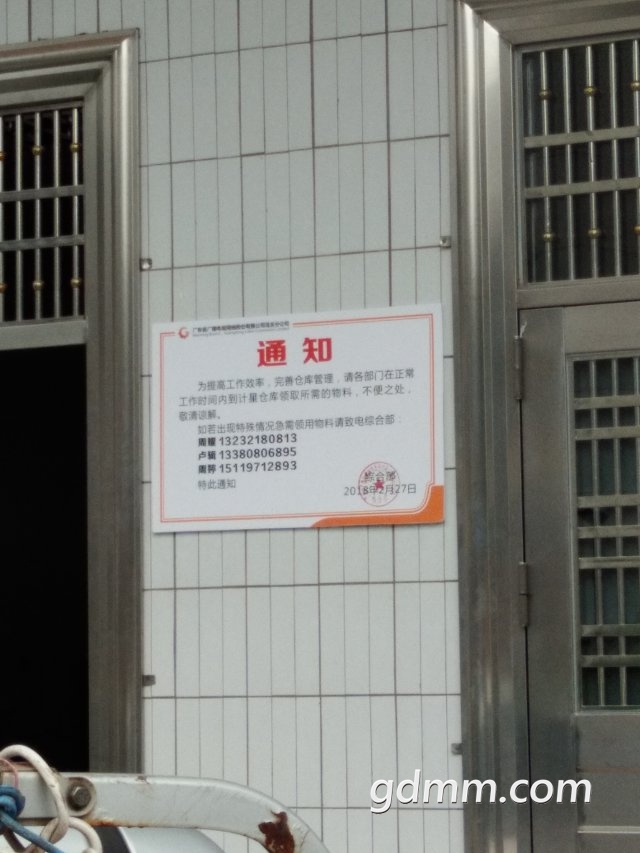 通知
为提高工作效率,完善仓库管理,请各部门在正常
工作时间内到计量仓库领取所需的物料,不便之处,
敬请谅解。
如若出现特殊情况急需领用物料请致电综合部:
周 13232180813
卢 13380806895
周婷 15119712893
特此通知
综合部
2018年2月27日
gdmm.com